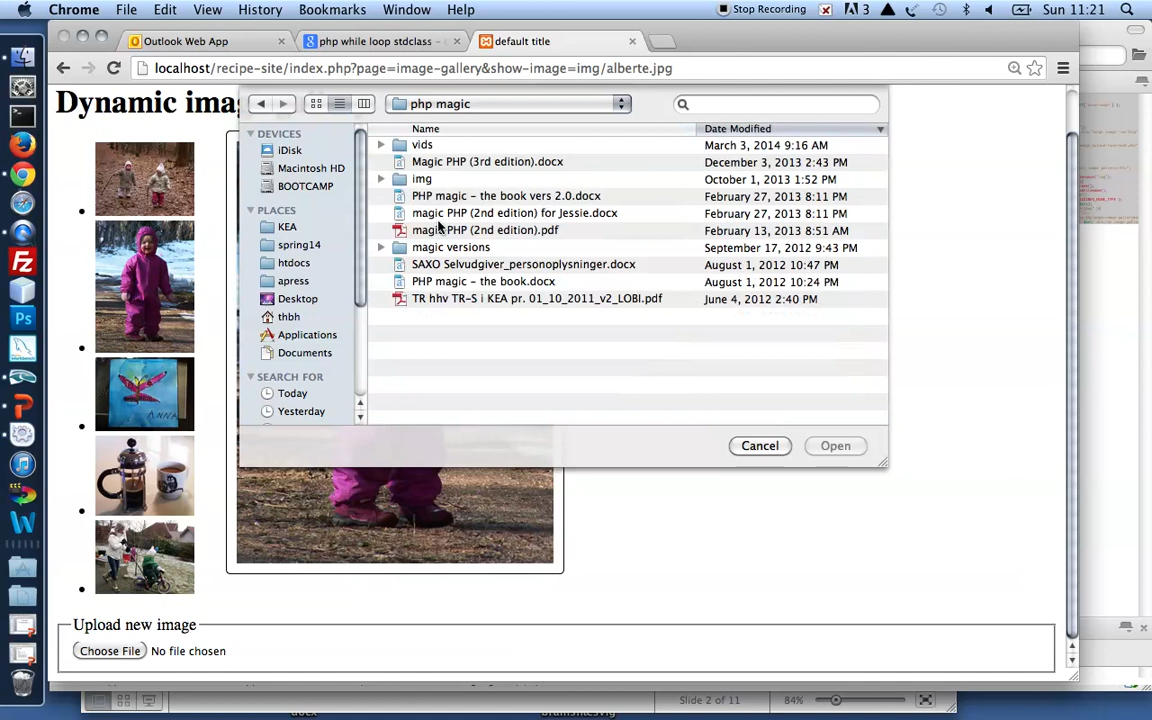 Chrome File Edit View History Bookmarks Window Help Stop Recording 3 Sun 11:21
Outlook Web App php while loop stdclass – default title
localhost/recipe-site/index.php?page=image-gallery&show-image=img/alberte.jpg
Dynamic ima
php magic
DEVICES
iDisk
Macintosh HD
BOOTCAMP
PLACES
KEA
spring14
htdocs
apress
Desktop
thbh
Applications
Documents
SEARCH FOR
Today
Yesterday
Name Date Modified
vids March 3, 2014 9:16 AM
Magic PHP (3rd edition).docx December 3, 2013 2:43 PM
img October 1, 2013 1:52 PM
PHP magic – the book vers 2.0.docx February 27, 2013 8:11 PM
magic PHP (2nd edition) for Jessie.docx February 27, 2013 8:11 PM
magic PHP (2nd edition).pdf February 13, 2013 8:51 AM
magic versions September 17, 2012 9:43 PM
SAXO Selvudgiver_personoplysninger.docx August 1, 2012 10:47 PM
PHP magic – the book.docx August 1, 2012 10:24 PM
TR hhv TR–S i KEA pr. 01_10_2011_v2_LOBI.pdf June 4, 2012 2:40 PM
Cancel Open
ANNA
Upload new image
Choose File No file chosen
Slide 2 of 11 84%